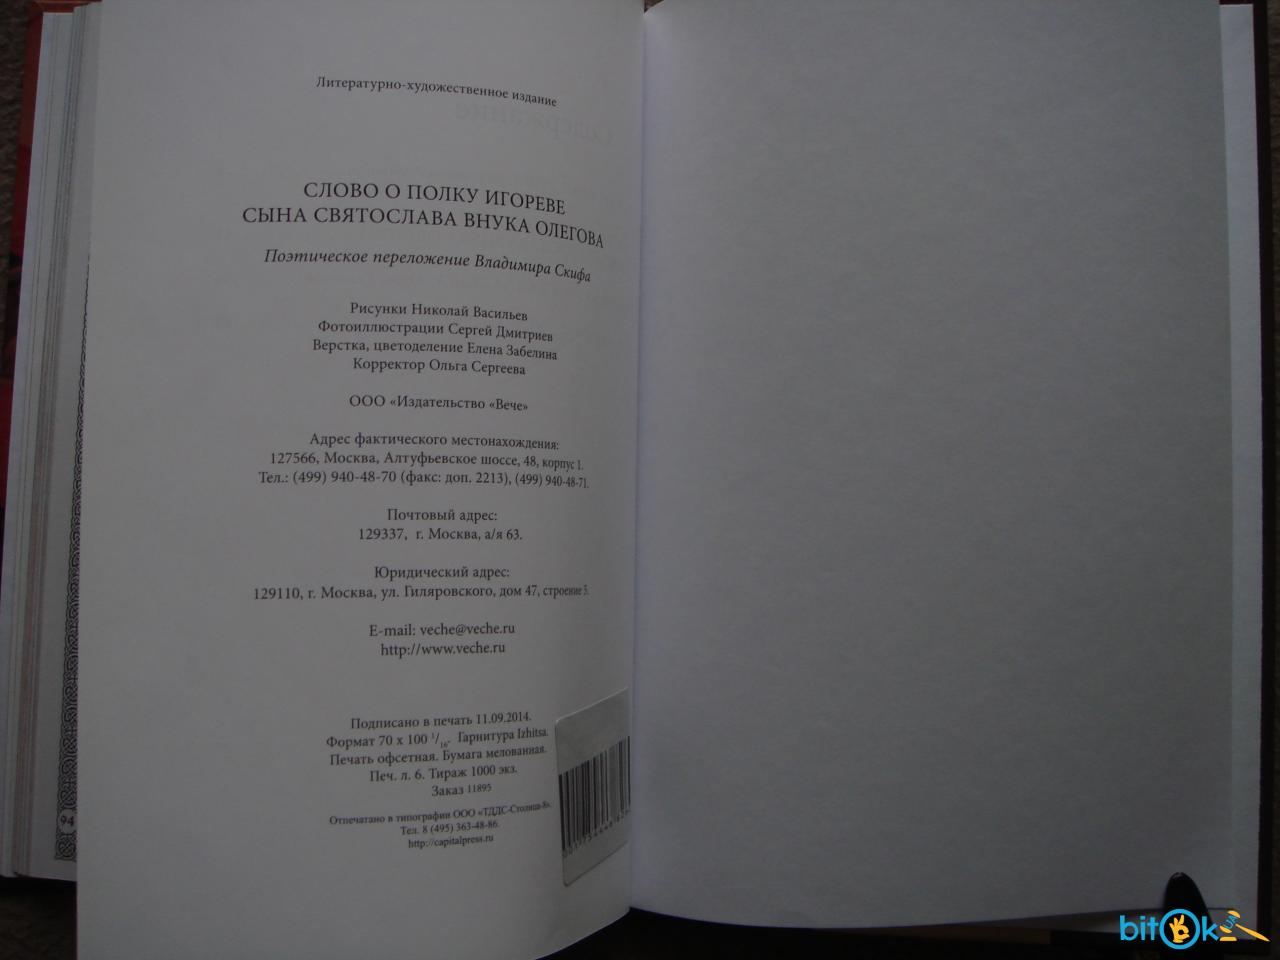 Литературно-художественное издание
СЛОВО О ПОЛКУ ИГОРЕВЕ
СЫНА СВЯТОСЛАВА ВНУКА ОЛЕГОВА
Поэтическое переложение Владимира Скифа
Рисунки Николай Васильев
Фотоиллюстрации Сергей Дмитриев
Верстка, цветоделение Елена Забелина
Корректор Ольга Сергеева
ООО «Издательство «Вече»
Адрес фактического местонахождения:
127566, Москва, Алтуфьевское шоссе, 48, корпус 1.
Тел.: (499) 940-48-70 (факс: доп. 2213), (499) 940-48-71.
Почтовый адрес:
129337, г. Москва, а/я 63.
Юридический адрес:
129110, г. Москва, ул. Гиляровского, дом 47, строение 5.
E-mail: veche@veche.ru
http://www.veche.ru
Подписано в печать 11.09.2014.
Формат 70 x 100 1/16. Гарнитура Izhitsa.
Печать офсетная. Бумага мелованная.
Печ. л. 6. Тираж 1000 экз.
Заказ 11895
Отпечатано в типографии ООО «ТДДС-Столица-8».
Тел. 8 (495) 363-48-86.
http://capitalpress.ru
94
bitOk